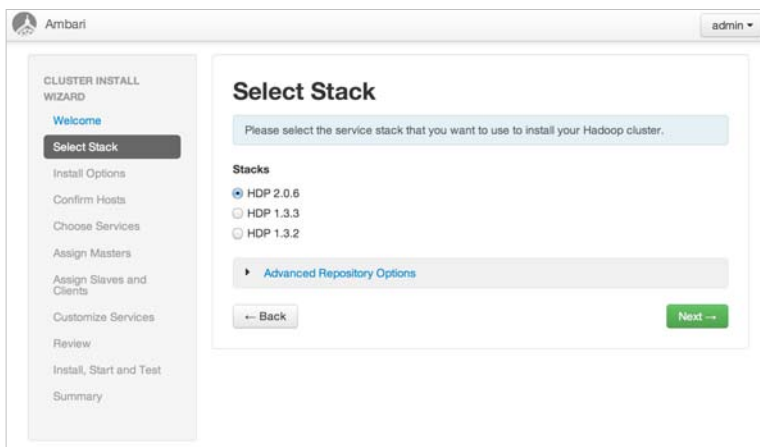 Ambari
admin
CLUSTER INSTALL
WIZARD
Welcome
Select Stack
Install Options
Confirm Hosts
Choose Services
Assign Masters
Assign Slaves and
Clients
Customize Services
Review
Install, Start and Test
Summary
Select Stack
Please select the service stack that you want to use to install your Hadoop cluster.
Stacks
HDP 2.0.6
HDP 1.3.3
HDP 1.3.2
Advanced Repository Options
← Back
Next →